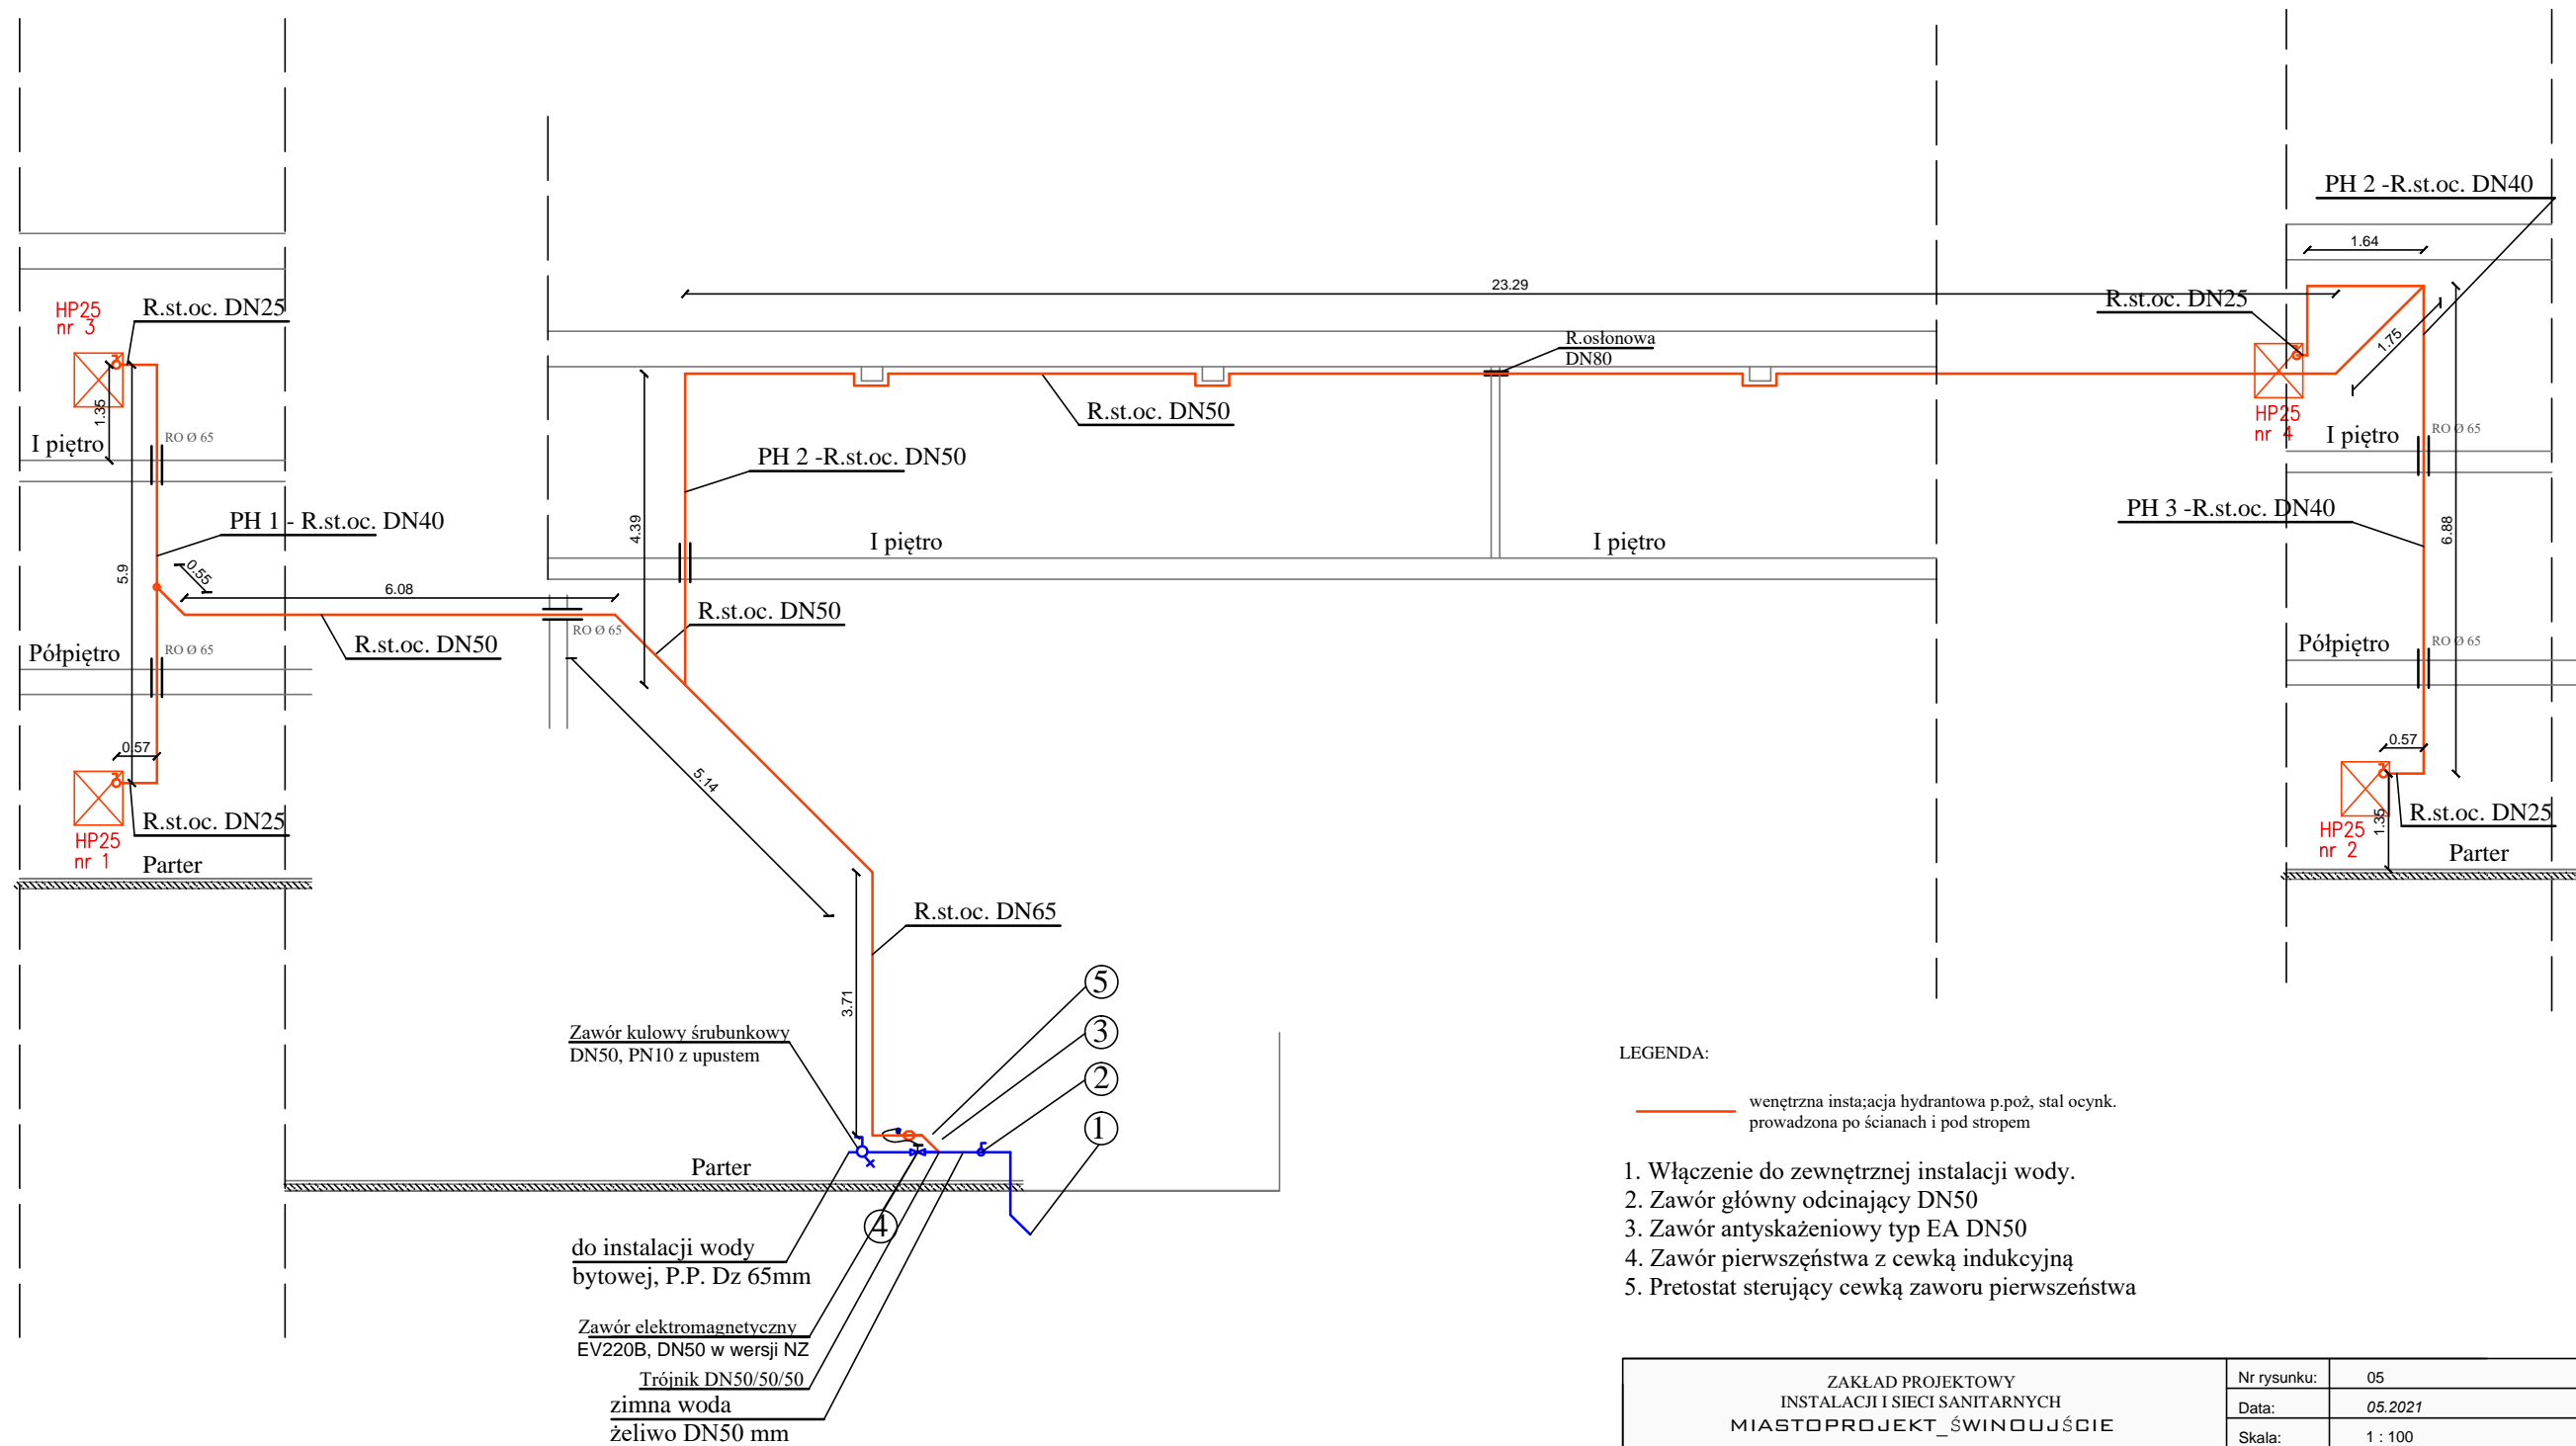 PH 2 -R.st.oc. DN40
1.64
23.29
R.st.oc. DN25
HP25
nr 3
R.st.oc. DN25
R.osłonowa
DN80
1.75
1.35
R.st.oc. DN50
HP25
nr 4
I piętro
RO Ø 65
I piętro
RO Ø 65
PH 2 -R.st.oc. DN50
PH 1 - R.st.oc. DN40
4.39
I piętro
I piętro
PH 3 -R.st.oc. DN40
6.88
5.9
0.55
6.08
R.st.oc. DN50
RO Ø 65
R.st.oc. DN50
Półpiętro
RO Ø 65
Półpiętro
RO Ø 65
0.57
0.57
5.14
R.st.oc. DN25
HP25
nr 1
Parter
1.35
R.st.oc. DN25
HP25
nr 2
Parter
R.st.oc. DN65
3.71
5
3
2
1
Zawór kulowy śrubunkowy
DN50, PN10 z upustem
Parter
4
do instalacji wody
bytowej, P.P. Dz 65mm
Zawór elektromagnetyczny
EV220B, DN50 w wersji NZ
Trójnik DN50/50/50
zimna woda
żeliwo DN50 mm
LEGENDA:
wenętrzna insta;acja hydrantowa p.poż, stal ocynk.
prowadzona po ścianach i pod stropem
1. Włączenie do zewnętrznej instalacji wody.
2. Zawór główny odcinający DN50
3. Zawór antyskażeniowy typ EA DN50
4. Zawór pierwszęństwa z cewką indukcyjną
5. Pretostat sterujący cewką zaworu pierwszeństwa
ZAKŁAD PROJEKTOWY
INSTALACJI I SIECI SANITARNYCH
MIASTOPROJEKT_ŚWINOUJŚCIE
Nr rysunku: 05
Data: 05.2021
Skala: 1 : 100